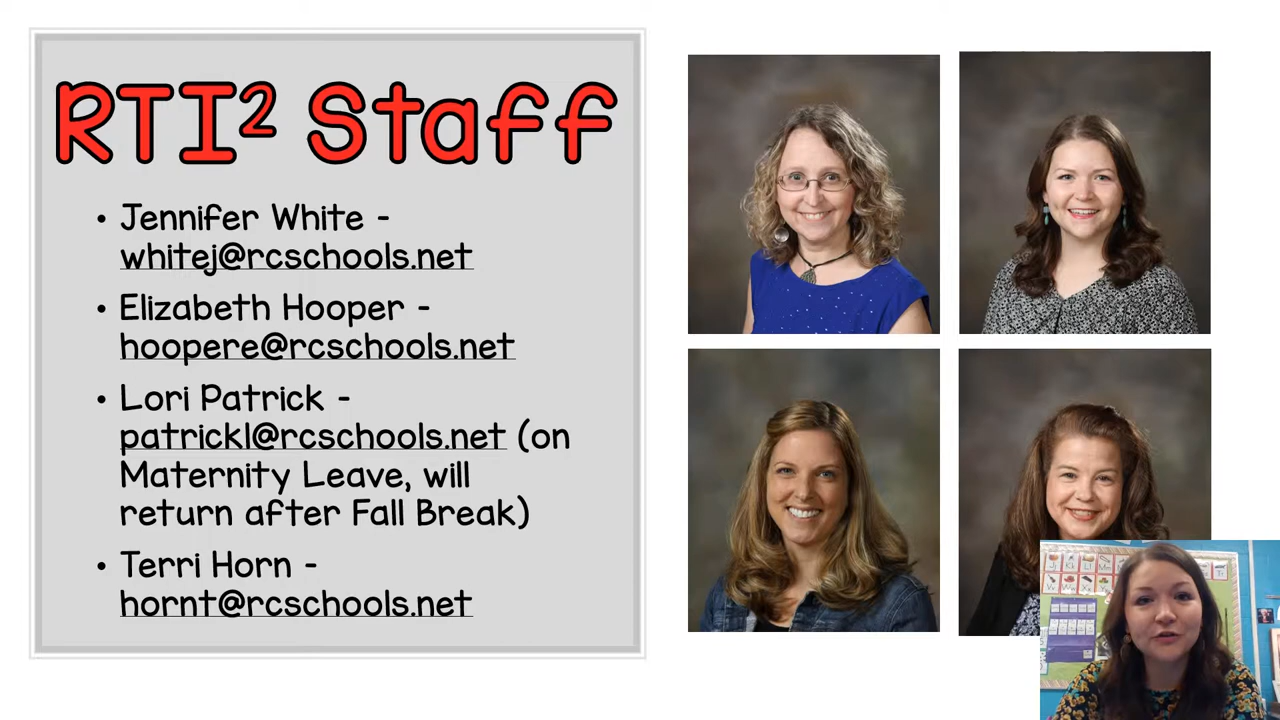 RTI² Staff
• Jennifer White -
whitej@rcschools.net
• Elizabeth Hooper -
hoopere@rcschools.net
• Lori Patrick -
patrickl@rcschools.net (on
Maternity Leave, will
return after Fall Break)
• Terri Horn -
hornt@rcschools.net